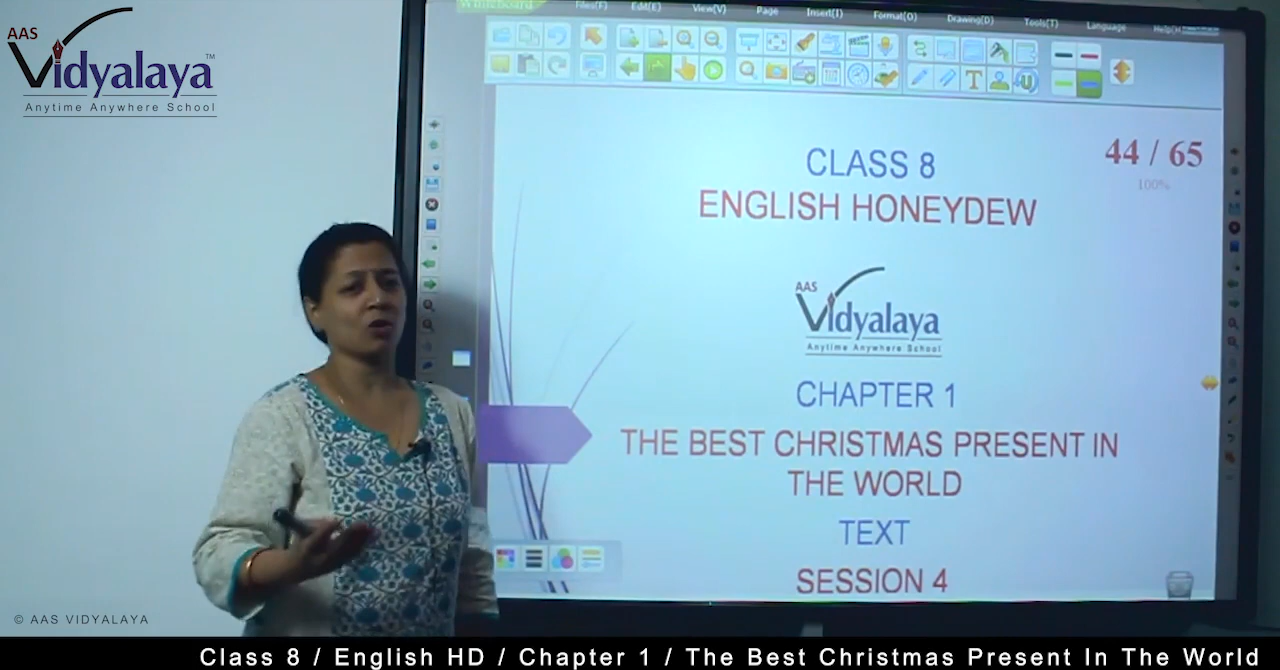 AAS
Vidyalaya™
Anytime Anywhere School
Whiteboard Files(F) Edit(E) View(V) Page Insert(I) Format(O) Drawing(D) Tools(T) Language
44 / 65
100%
CLASS 8
ENGLISH HONEYDEW
AAS
Vidyalaya
Anytime Anywhere School
CHAPTER 1
THE BEST CHRISTMAS PRESENT IN
THE WORLD
TEXT
SESSION 4
© AAS VIDYALAYA
Class 8 / English HD / Chapter 1 / The Best Christmas Present In The World